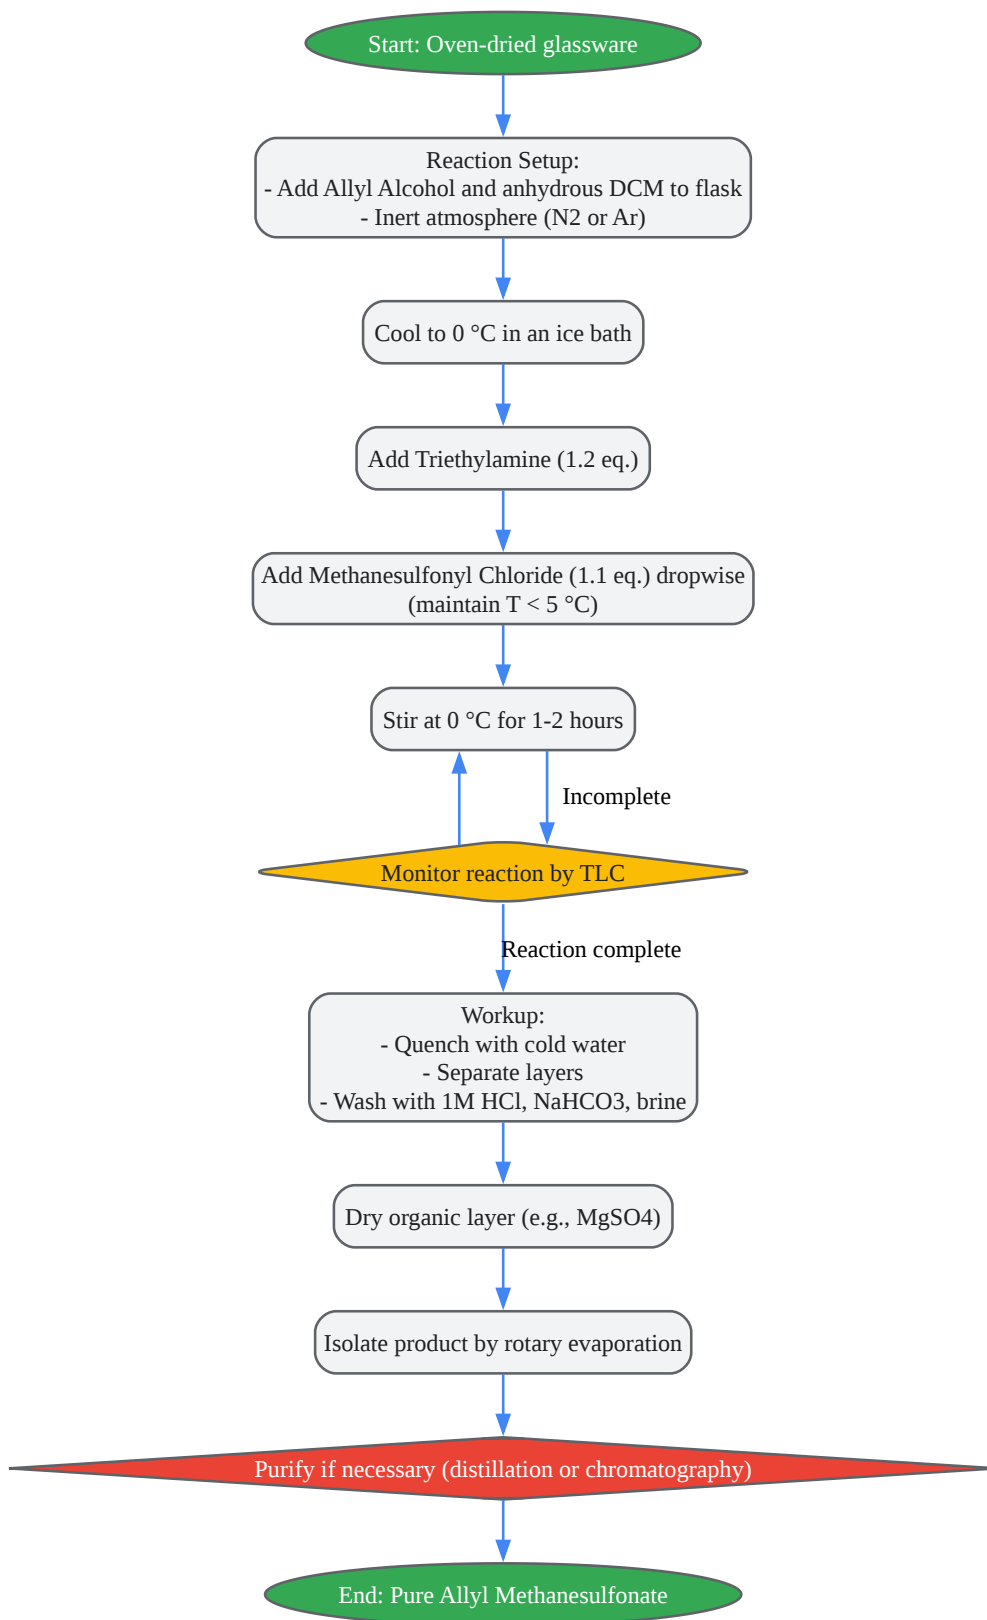 Start: Oven-dried glassware
Reaction Setup:
- Add Allyl Alcohol and anhydrous DCM to flask
- Inert atmosphere (N2 or Ar)
Cool to 0 °C in an ice bath
Add Triethylamine (1.2 eq.)
Add Methanesulfonyl Chloride (1.1 eq.) dropwise
(maintain T < 5 °C)
Stir at 0 °C for 1-2 hours
Incomplete
Monitor reaction by TLC
Reaction complete
Workup:
- Quench with cold water
- Separate layers
- Wash with 1M HCl, NaHCO3, brine
Dry organic layer (e.g., MgSO4)
Isolate product by rotary evaporation
Purify if necessary (distillation or chromatography)
End: Pure Allyl Methanesulfonate